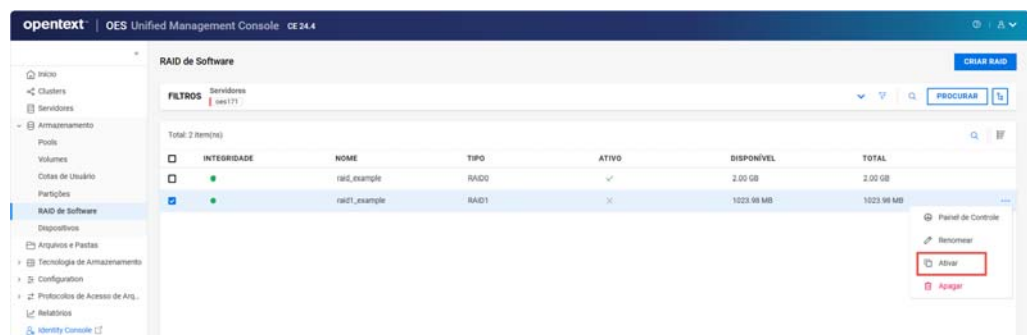 opentext | OES Unified Management Console CE 24.4
Início
Clusters
Servidores
Armazenamento
Pools
Volumes
Cotas de Usuário
Partições
RAID de Software
Dispositivos
Arquivos e Pastas
Tecnologia de Armazenamento
Configuration
Protocolos de Acesso de Arq...
Relatórios
Identity Console
RAID de Software
CRIAR RAID
FILTROS Servidores
oes171
PROCURAR
Total: 2 item(ns)
INTEGRIDADE NOME TIPO ATIVO DISPONÍVEL TOTAL
raid_example RAID0 2.00 GB 2.00 GB
raid1_example RAID1 1023.98 MB 1023.98 MB
Painel de Controle
Renomear
Ativar
Apagar